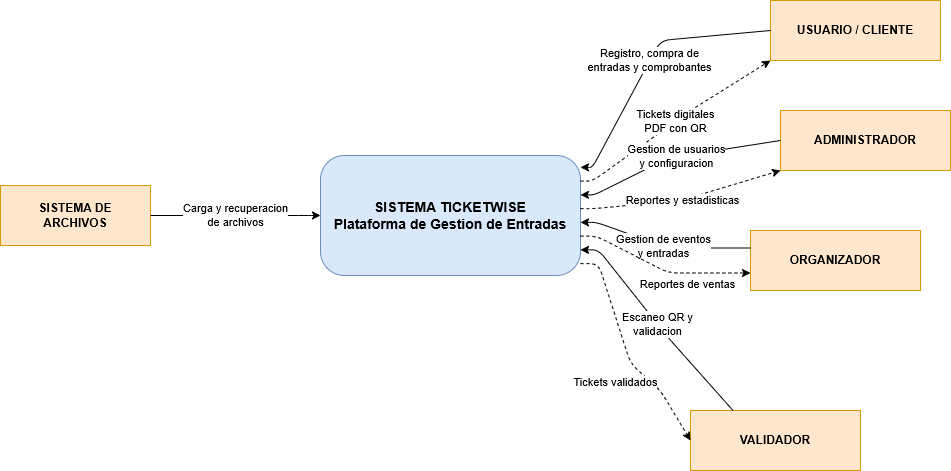 USUARIO / CLIENTE
Registro, compra de
entradas y comprobantes
Tickets digitales
PDF con QR
ADMINISTRADOR
Gestion de usuarios
y configuracion
Reportes y estadisticas
SISTEMA DE
ARCHIVOS
Carga y recuperacion
de archivos
SISTEMA TICKETWISE
Plataforma de Gestion de Entradas
Gestion de eventos
y entradas
ORGANIZADOR
Reportes de ventas
Escaneo QR y
validacion
Tickets validados
VALIDADOR